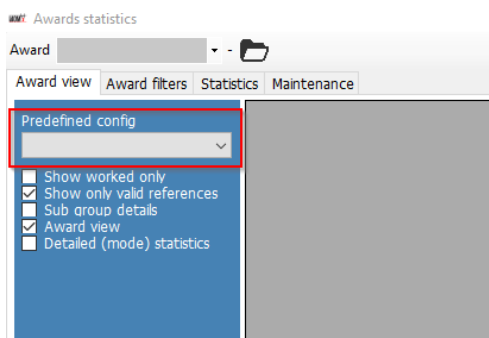 Awards statistics
Award -
Award view Award filters Statistics Maintenance
Predefined config
Show worked only
Show only valid references
Sub group details
Award view
Detailed (mode) statistics